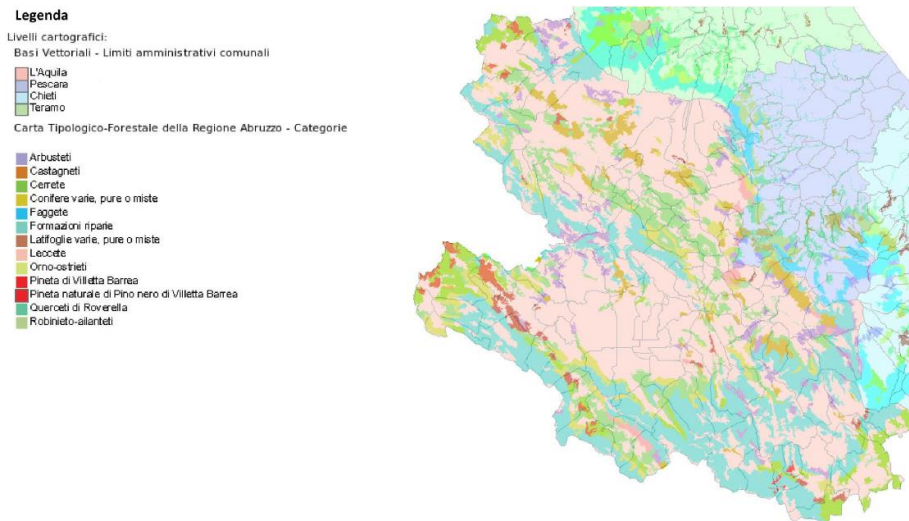 Legenda
Livelli cartografici:
Basi Vettoriali - Limiti amministrativi comunali
L'Aquila
Pescara
Chieti
Teramo
Carta Tipologico-Forestale della Regione Abruzzo - Categorie
Arbusteti
Castagneti
Cerrete
Conifere varie, pure o miste
Faggete
Formazioni riparie
Latifoglie varie, pure o miste
Leccete
Orno-ostrieti
Pineta di Villetta Barrea
Pineta naturale di Pino nero di Villetta Barrea
Querceti di Roverella
Robinieto-ailanteti